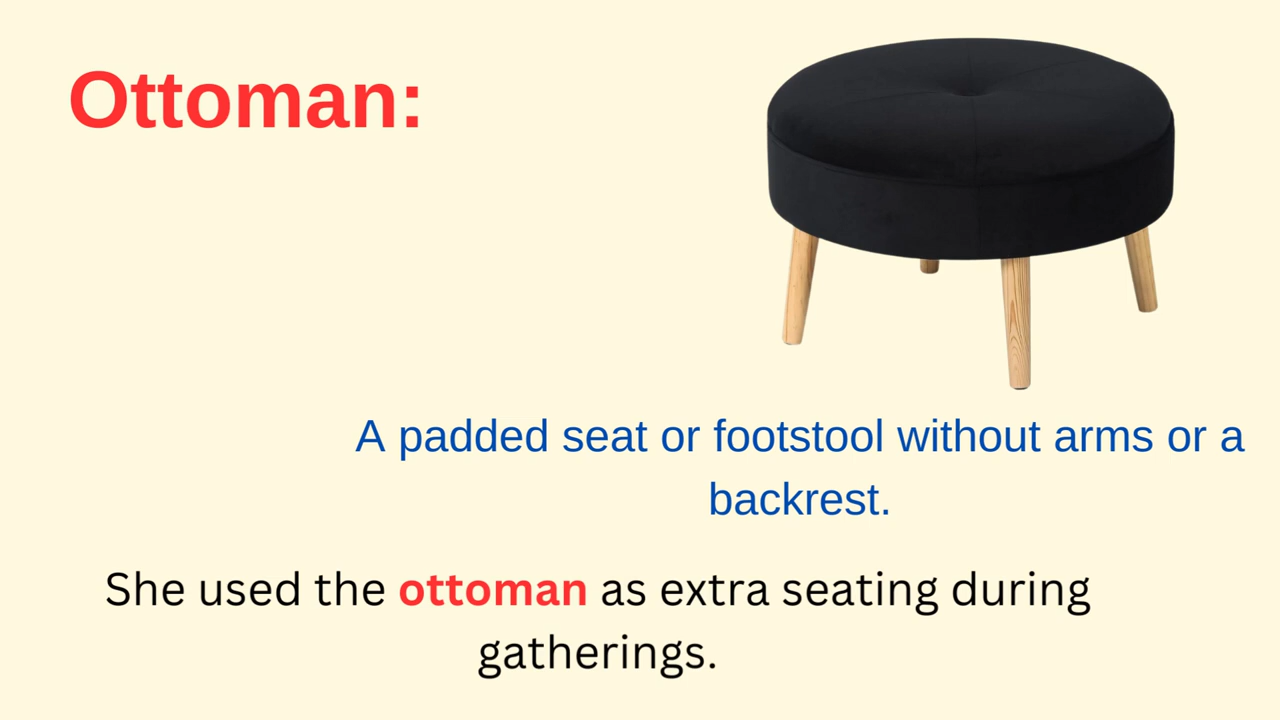 Ottoman:
A padded seat or footstool without arms or a
backrest.
She used the ottoman as extra seating during
gatherings.